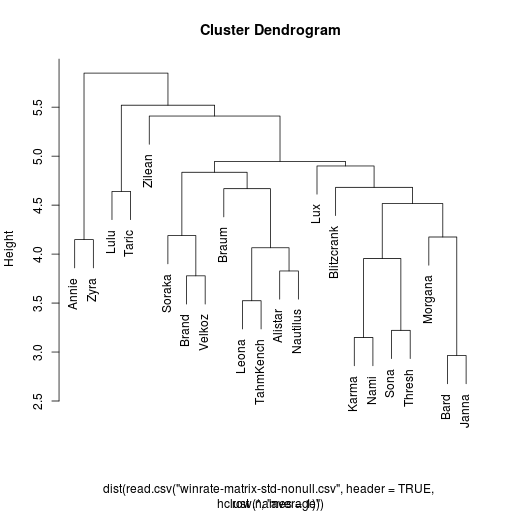 Cluster Dendrogram
Height
5.5
5.0
4.5
4.0
3.5
3.0
2.5
Annie
Zyra
Lulu
Taric
Zilean
Soraka
Brand
Velkoz
Braum
Leona
TahmKench
Alistar
Nautilus
Lux
Blitzcrank
Karma
Nami
Sona
Thresh
Morgana
Bard
Janna
dist(read.csv("winrate-matrix-std-nonull.csv", header = TRUE,